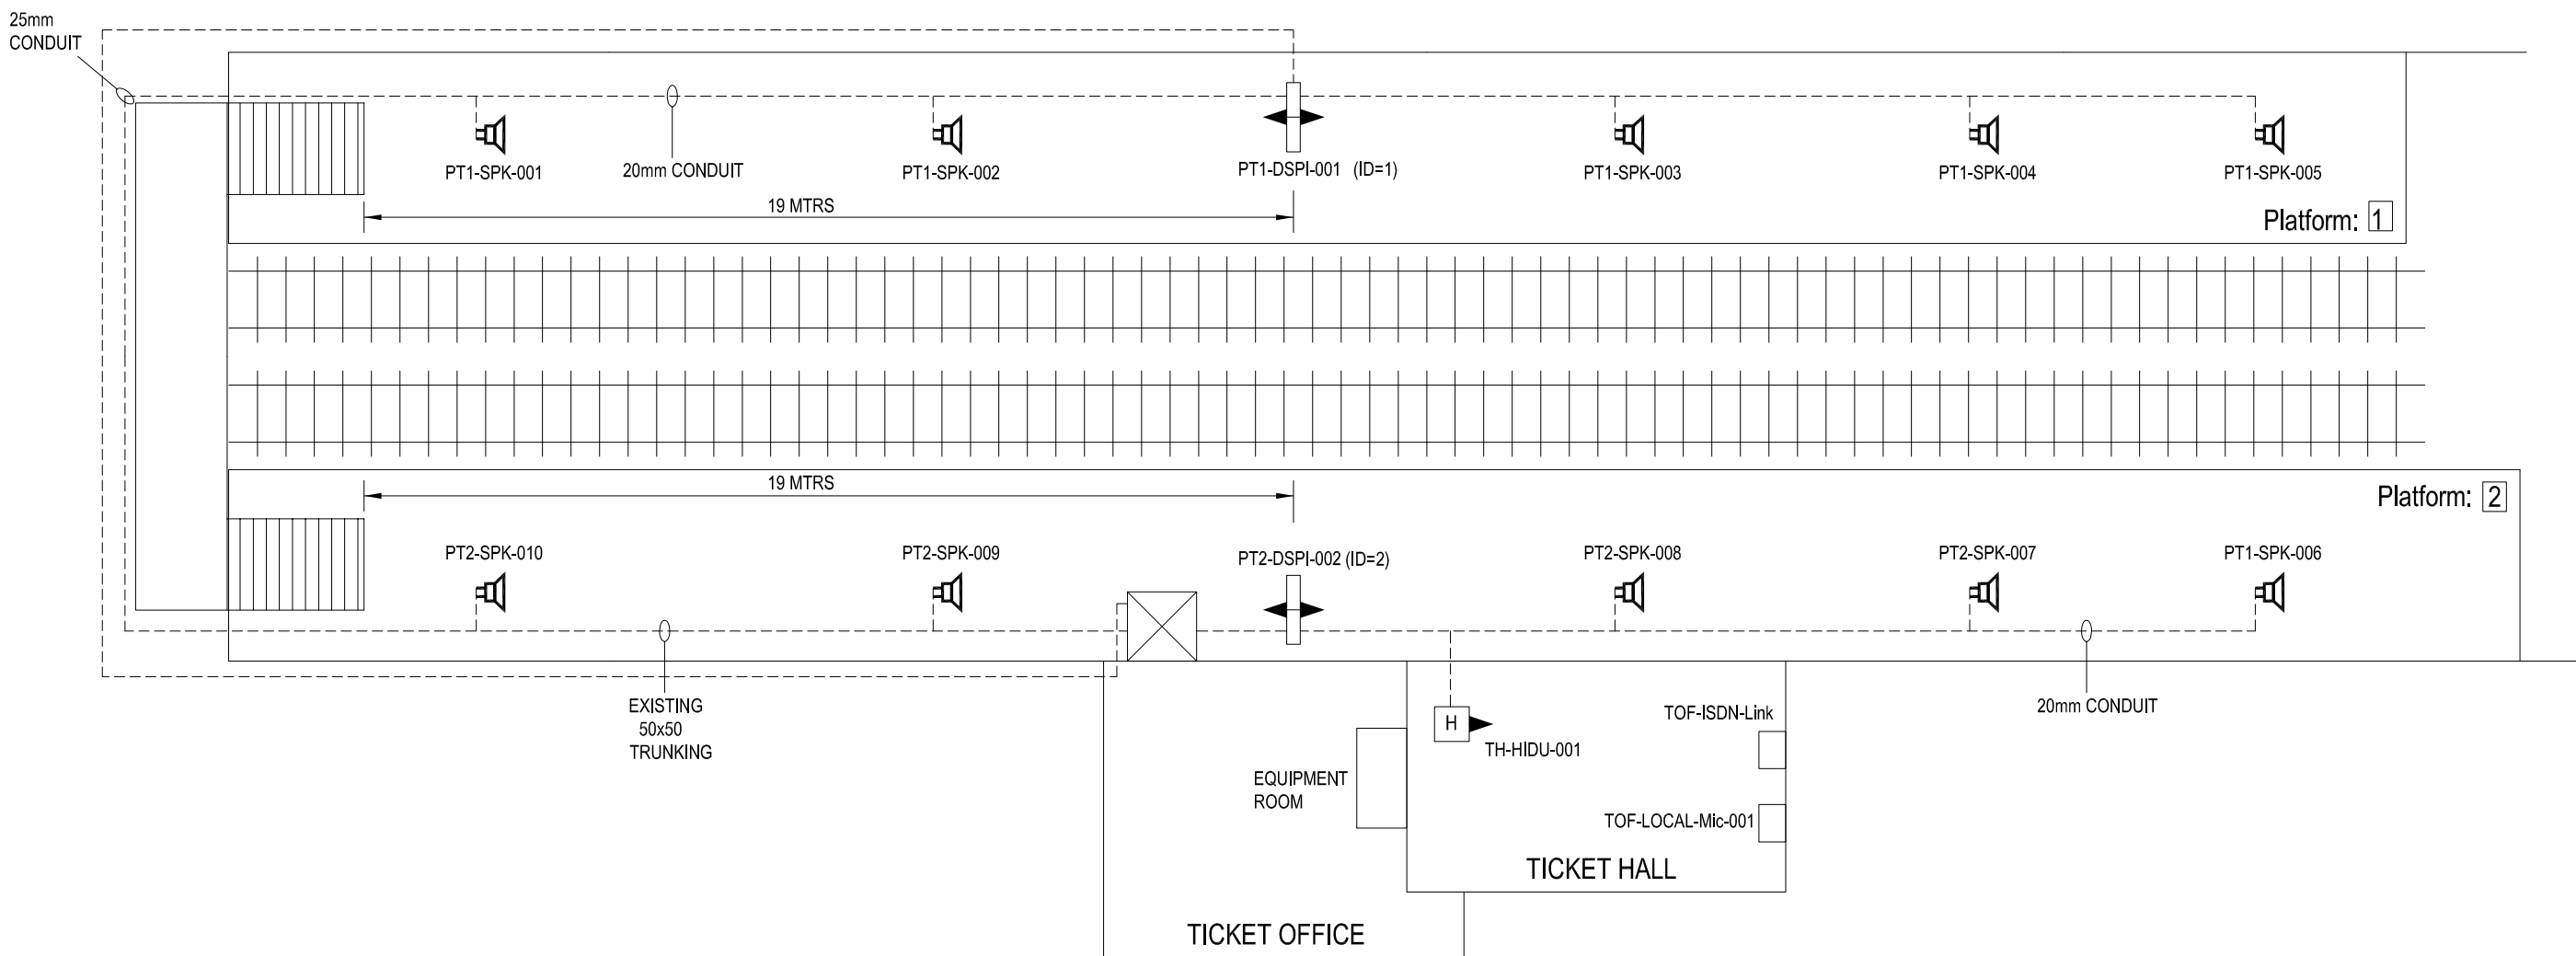 25mm
CONDUIT
PT1-SPK-001
20mm CONDUIT
PT1-SPK-002
PT1-DSPI-001 (ID=1)
PT1-SPK-003
PT1-SPK-004
PT1-SPK-005
19 MTRS
Platform: 1
19 MTRS
Platform: 2
PT2-SPK-010
PT2-SPK-009
PT2-DSPI-002 (ID=2)
PT2-SPK-008
PT2-SPK-007
PT1-SPK-006
EXISTING
50x50
TRUNKING
H
TH-HIDU-001
TOF-ISDN-Link
20mm CONDUIT
EQUIPMENT
ROOM
TOF-LOCAL-Mic-001
TICKET HALL
TICKET OFFICE